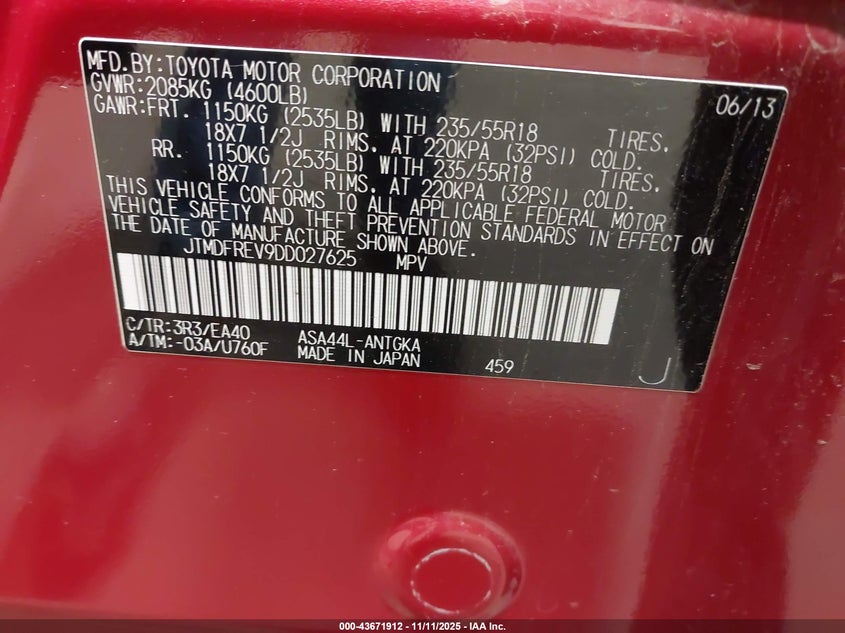 MFD.BY:TOYOTA MOTOR CORPORATION 06/13
GVWR:2085KG (4600LB)
GAWR:FRT. 1150KG (2535LB) WITH 235/55R18 TIRES.
18X7 1/2J RIMS. AT 220KPA (32PSI) COLD.
RR. 1150KG (2535LB) WITH 235/55R18 TIRES.
18X7 1/2J RIMS. AT 220KPA (32PSI) COLD.
THIS VEHICLE CONFORMS TO ALL APPLICABLE FEDERAL MOTOR
VEHICLE SAFETY AND THEFT PREVENTION STANDARDS IN EFFECT ON
THE DATE OF MANUFACTURE SHOWN ABOVE.
JTMDFREV9DD027625 MPV
C/TR:3R3/EA40 ASA44L-ANTGKA
A/TM:-03A/U760F MADE IN JAPAN 459 J
000-43671912 - 11/11/2025 - IAA Inc.